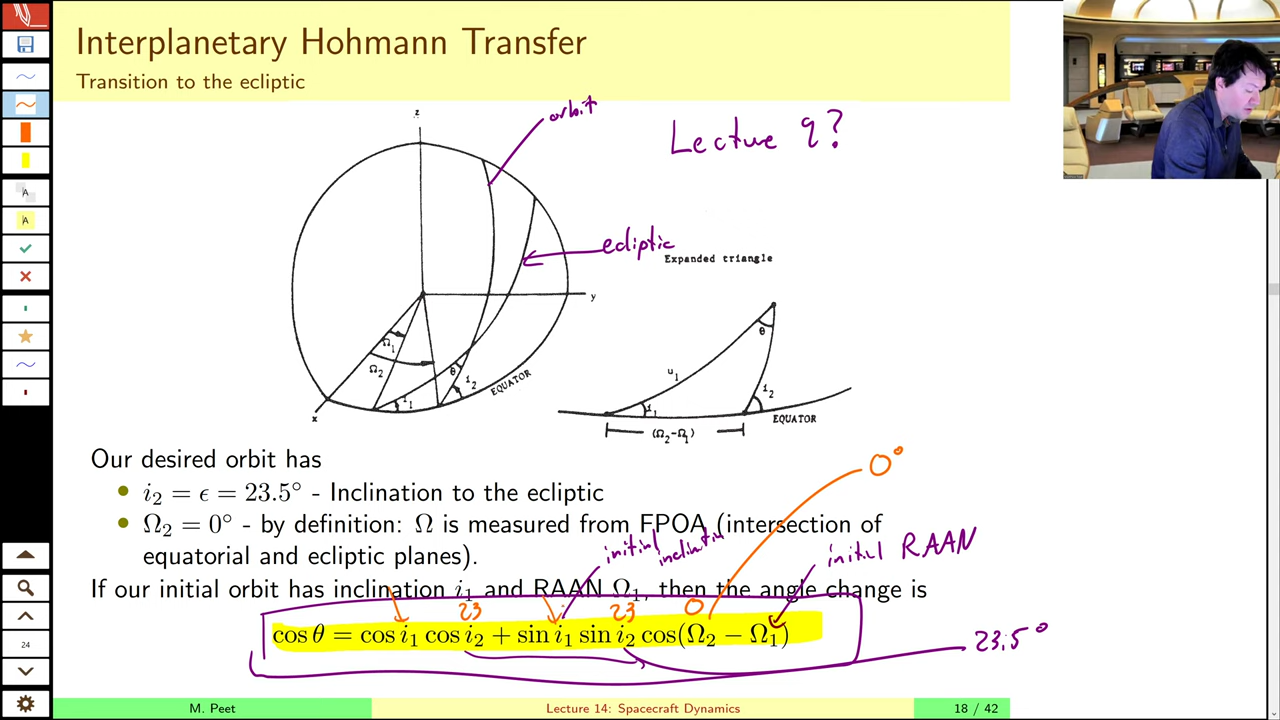 Interplanetary Hohmann Transfer
Transition to the ecliptic
z
orbit
Lecture 9?
ecliptic
Expanded triangle
y
Ω₁
Ω₂
θ
i₁
i₂
EQUATOR
x
θ
u₁
i₁
i₂
EQUATOR
(Ω₂-Ω₁)
Our desired orbit has
0°
• i₂ = ϵ = 23.5° - Inclination to the ecliptic
• Ω₂ = 0° - by definition: Ω is measured from FPOA (intersection of
equatorial and ecliptic planes).
initial inclination
initial RAAN
If our initial orbit has inclination i₁ and RAAN Ω₁, then the angle change is
23 23 0
cos θ = cos i₁ cos i₂ + sin i₁ sin i₂ cos(Ω₂ − Ω₁)
23.5°
24
M. Peet Lecture 14: Spacecraft Dynamics 18 / 42